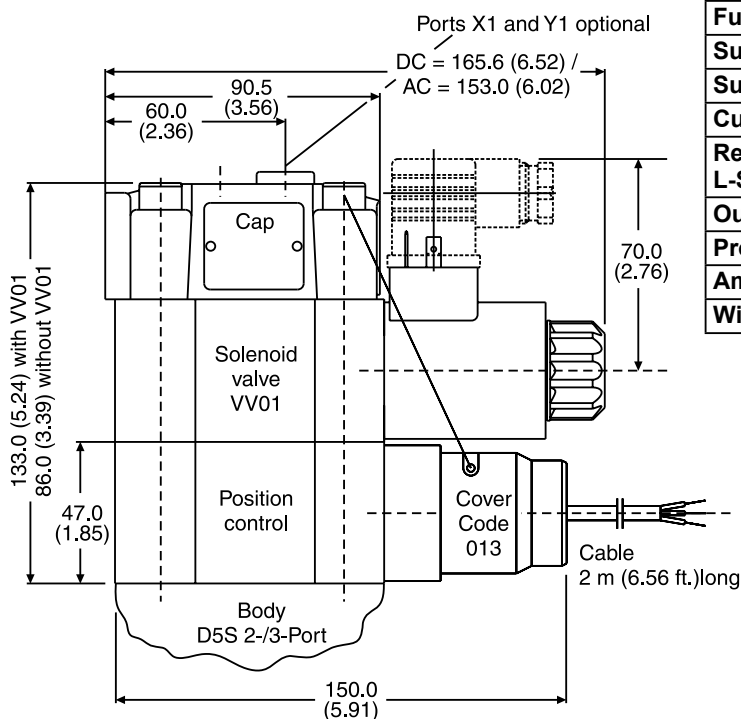 Ports X1 and Y1 optional
DC = 165.6 (6.52) /
AC = 153.0 (6.02)
90.5
(3.56)
60.0
(2.36)
Cap
70.0
(2.76)
133.0 (5.24) with VV01
86.0 (3.39) without VV01
Solenoid
valve
VV01
47.0
(1.85)
Position
control
Cover
Code
013
Cable
2 m (6.56 ft.)long
Body
D5S 2-/3-Port
150.0
(5.91)
Fu
Su
Su
Cu
Re
L-S
Ou
Pro
Am
Wi